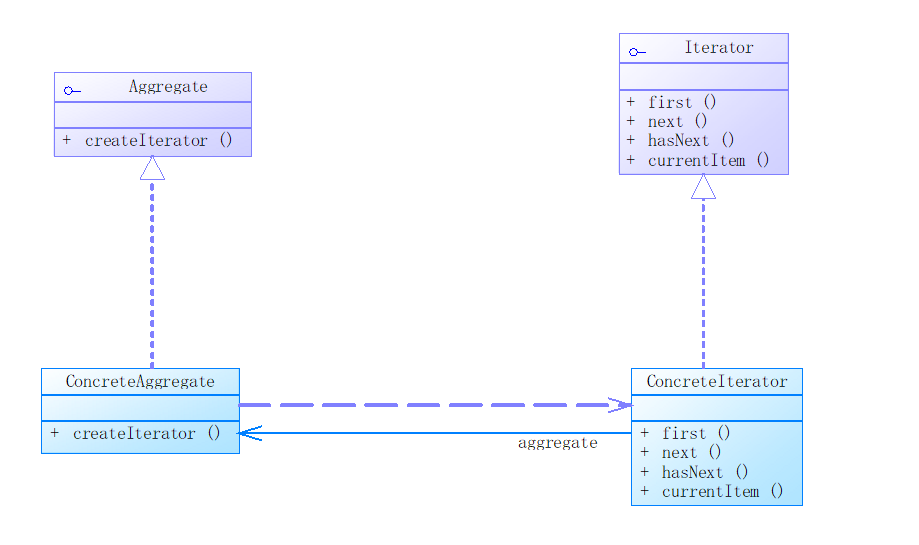 Aggregate
+ createIterator ()
Iterator
+ first ()
+ next ()
+ hasNext ()
+ currentItem ()
ConcreteAggregate
+ createIterator ()
aggregate
ConcreteIterator
+ first ()
+ next ()
+ hasNext ()
+ currentItem ()